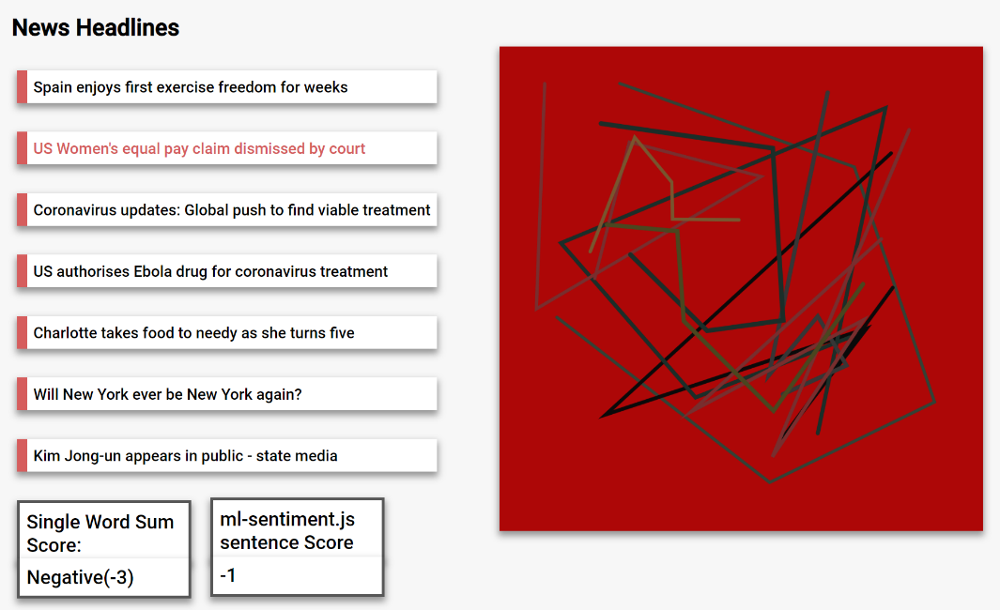 News Headlines
Spain enjoys first exercise freedom for weeks
US Women's equal pay claim dismissed by court
Coronavirus updates: Global push to find viable treatment
US authorises Ebola drug for coronavirus treatment
Charlotte takes food to needy as she turns five
Will New York ever be New York again?
Kim Jong-un appears in public - state media
Single Word Sum
Score:
Negative(-3)
ml-sentiment.js
sentence Score
-1